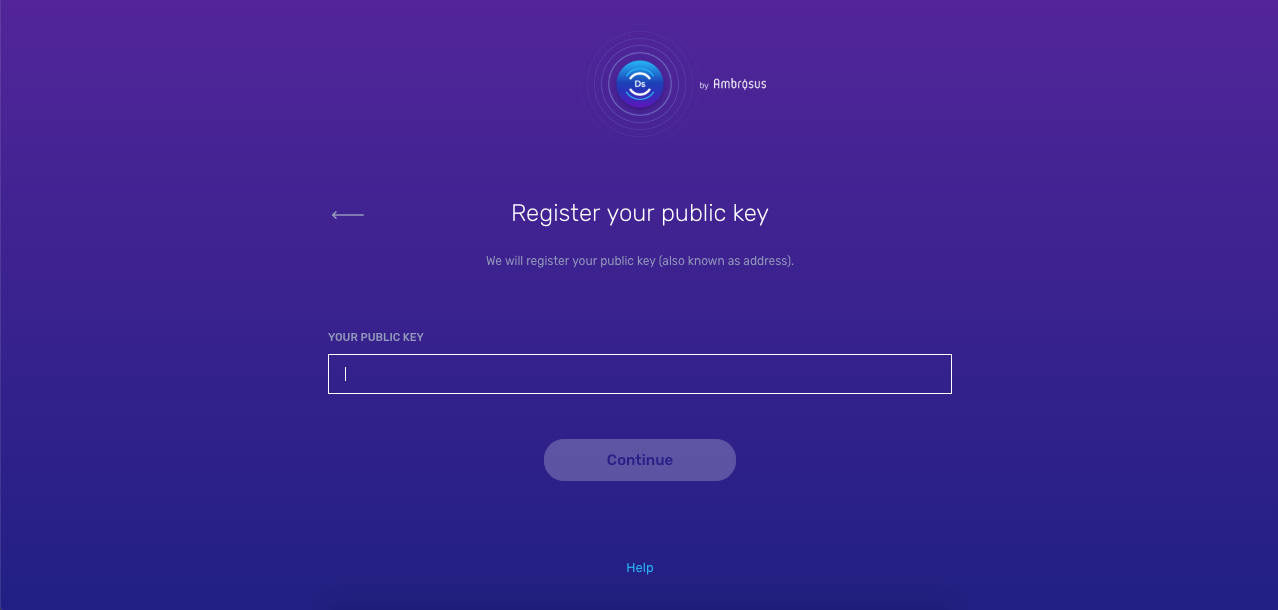 Ds
by Ambrosus
Register your public key
We will register your public key (also known as address).
YOUR PUBLIC KEY
Continue
Help